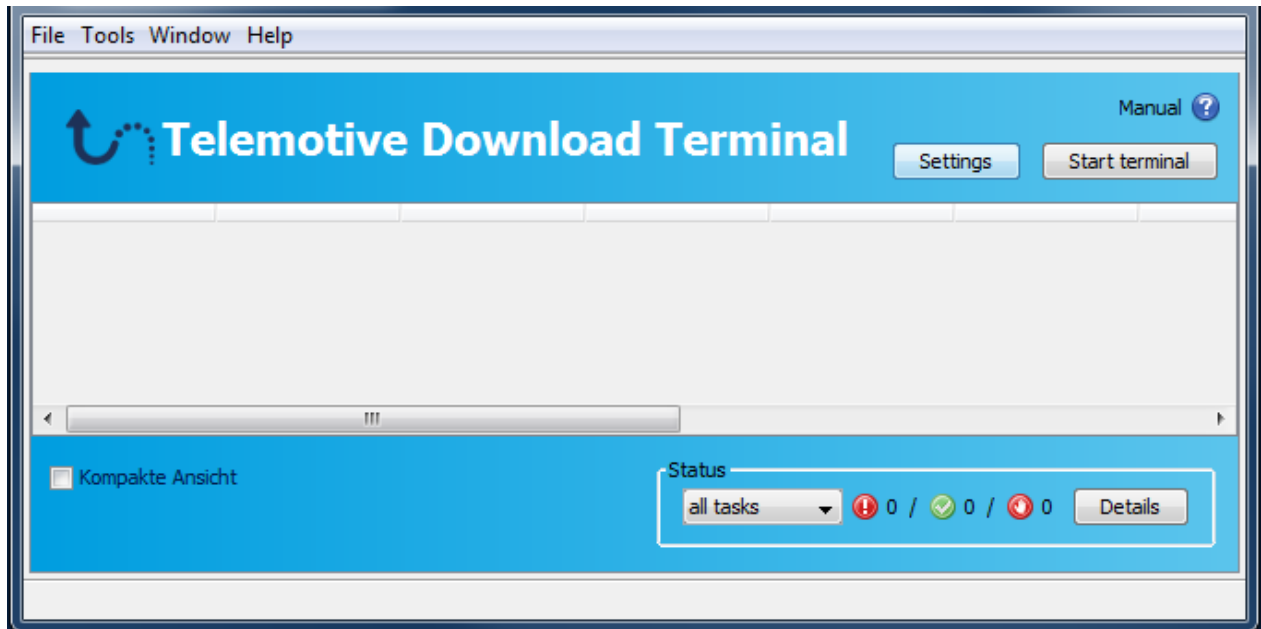 File Tools Window Help
Manual
Telemotive Download Terminal
Settings Start terminal
Kompakte Ansicht
Status
all tasks 0 / 0 / 0 Details